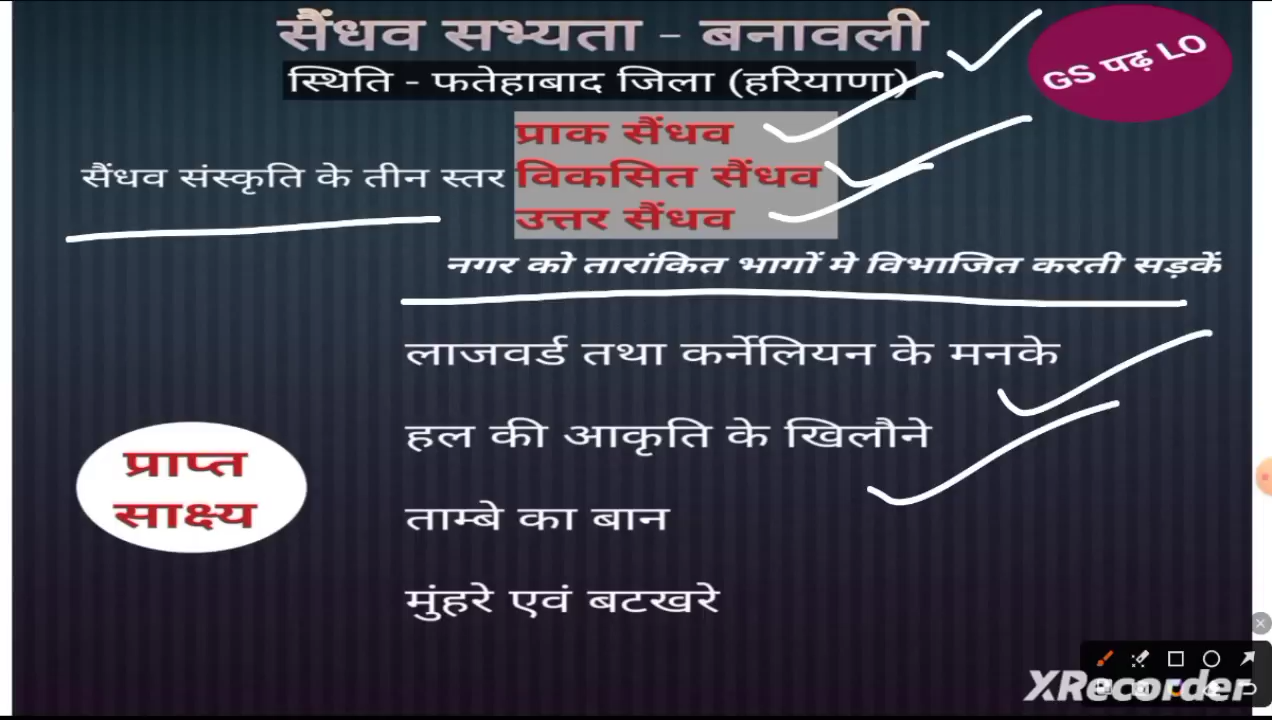 सैंधव सभ्यता - बनावली
GS पढ़ LO
स्थिति - फतेहाबाद जिला (हरियाणा)
प्राक सैंधव
सैंधव संस्कृति के तीन स्तर विकसित सैंधव
उत्तर सैंधव
नगर को तारांकित भागों मे विभाजित करती सड़कें
लाजवर्ड तथा कर्नेलियन के मनके
हल की आकृति के खिलौने
प्राप्त
साक्ष्य
ताम्बे का बान
मुंहरे एवं बटखरे
XRecorder